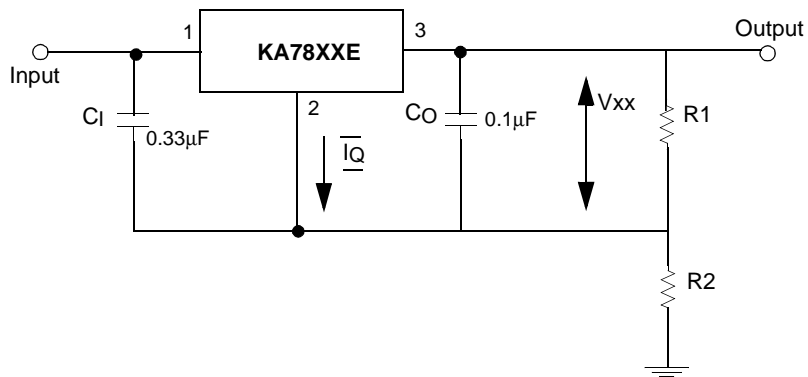 1
KA78XXE
3
Output
Input
CI
0.33μF
2
IQ
CO
0.1μF
Vxx
R1
R2